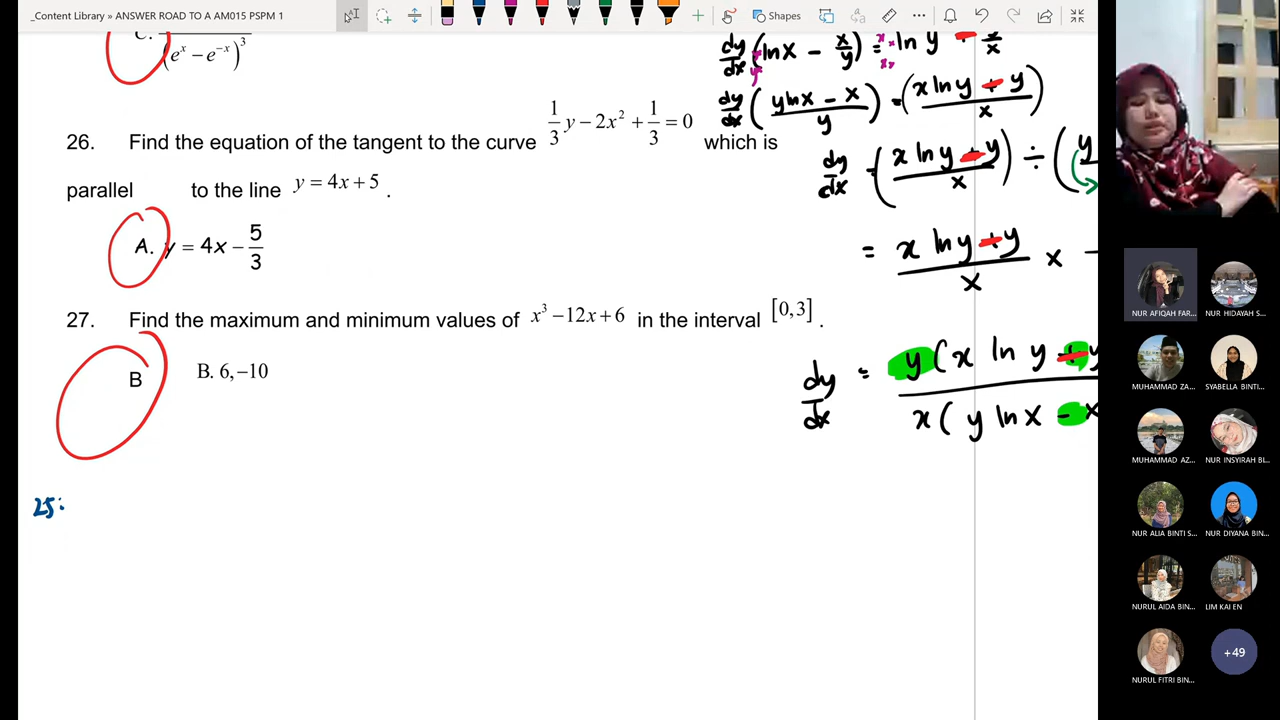 _Content Library » ANSWER ROAD TO A AM015 PSPM 1
Shapes
C.
(eˣ − e⁻ˣ)³
dy/dx (ln x − x/y) = ln y + y/x
dy/dx ((y ln x − x)/y) = ((x ln y + y)/x)
dy/dx = ((x ln y + y)/x) ÷ (y
= (x ln y + y)/x ×
dy/dx = y(x ln y + y / x(y ln x − x
26. Find the equation of the tangent to the curve 1/3 y − 2x² + 1/3 = 0 which is
parallel to the line y = 4x + 5 .
A. y = 4x − 5/3
27. Find the maximum and minimum values of x³ − 12x + 6 in the interval [0,3] .
B B. 6,−10
25:
NUR AFIQAH FAR...
NUR HIDAYAH S...
MUHAMMAD ZA...
SYABELLA BINTI...
MUHAMMAD AZ...
NUR INSYIRAH BI...
NUR ALIA BINTI S...
NUR DIYANA BIN...
NURUL AIDA BIN...
LIM KAI EN
NURUL FITRI BIN...
+49